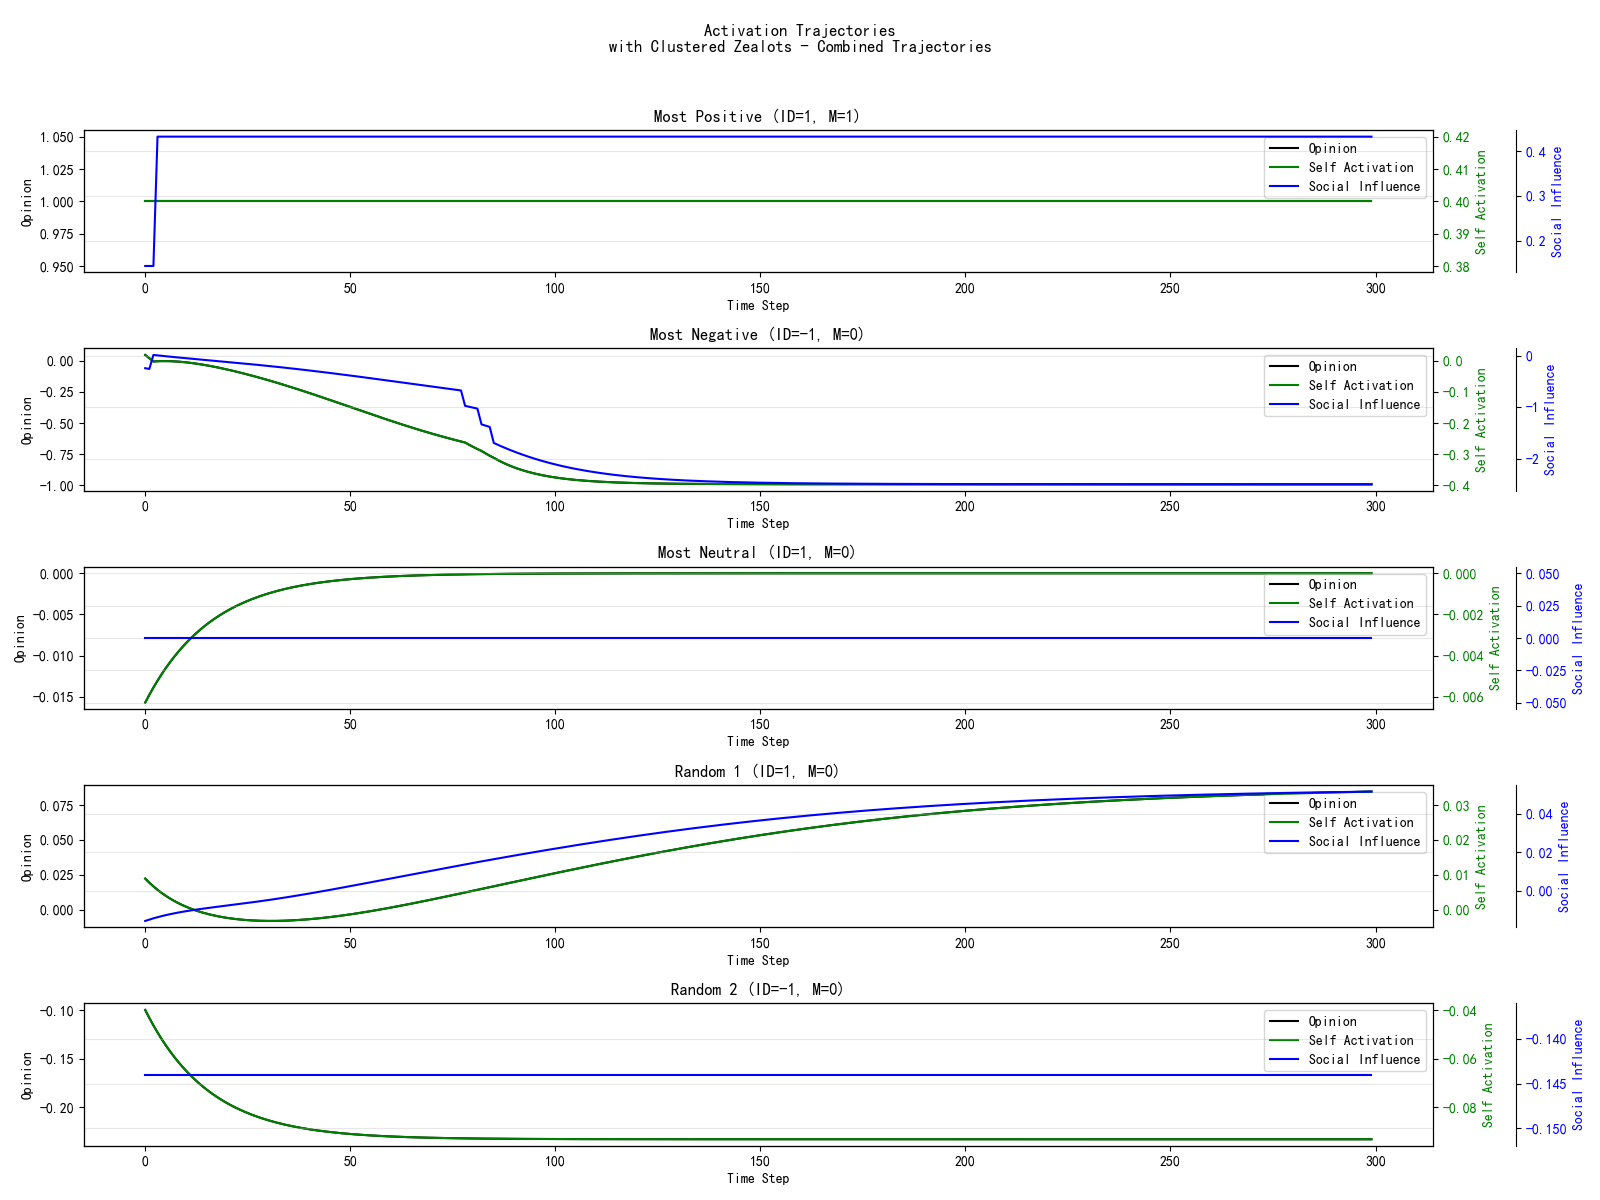 Activation Trajectories
with Clustered Zealots - Combined Trajectories
Most Positive (ID=1, M=1)
Opinion
1.050
1.025
1.000
0.975
0.950
0 50 100 150 200 250 300
Time Step
Opinion
Self Activation
Social Influence
0.42
0.41
0.40
0.39
0.38
Self Activation
0.4
0.3
0.2
Social Influence
Most Negative (ID=-1, M=0)
Opinion
0.00
-0.25
-0.50
-0.75
-1.00
0 50 100 150 200 250 300
Time Step
Opinion
Self Activation
Social Influence
0.0
-0.1
-0.2
-0.3
-0.4
Self Activation
0
-1
-2
Social Influence
Most Neutral (ID=1, M=0)
Opinion
0.000
-0.005
-0.010
-0.015
0 50 100 150 200 250 300
Time Step
Opinion
Self Activation
Social Influence
0.000
-0.002
-0.004
-0.006
Self Activation
0.050
0.025
0.000
-0.025
-0.050
Social Influence
Random 1 (ID=1, M=0)
Opinion
0.075
0.050
0.025
0.000
0 50 100 150 200 250 300
Time Step
Opinion
Self Activation
Social Influence
0.03
0.02
0.01
0.00
Self Activation
0.04
0.02
0.00
Social Influence
Random 2 (ID=-1, M=0)
Opinion
-0.10
-0.15
-0.20
0 50 100 150 200 250 300
Time Step
Opinion
Self Activation
Social Influence
-0.04
-0.06
-0.08
Self Activation
-0.140
-0.145
-0.150
Social Influence